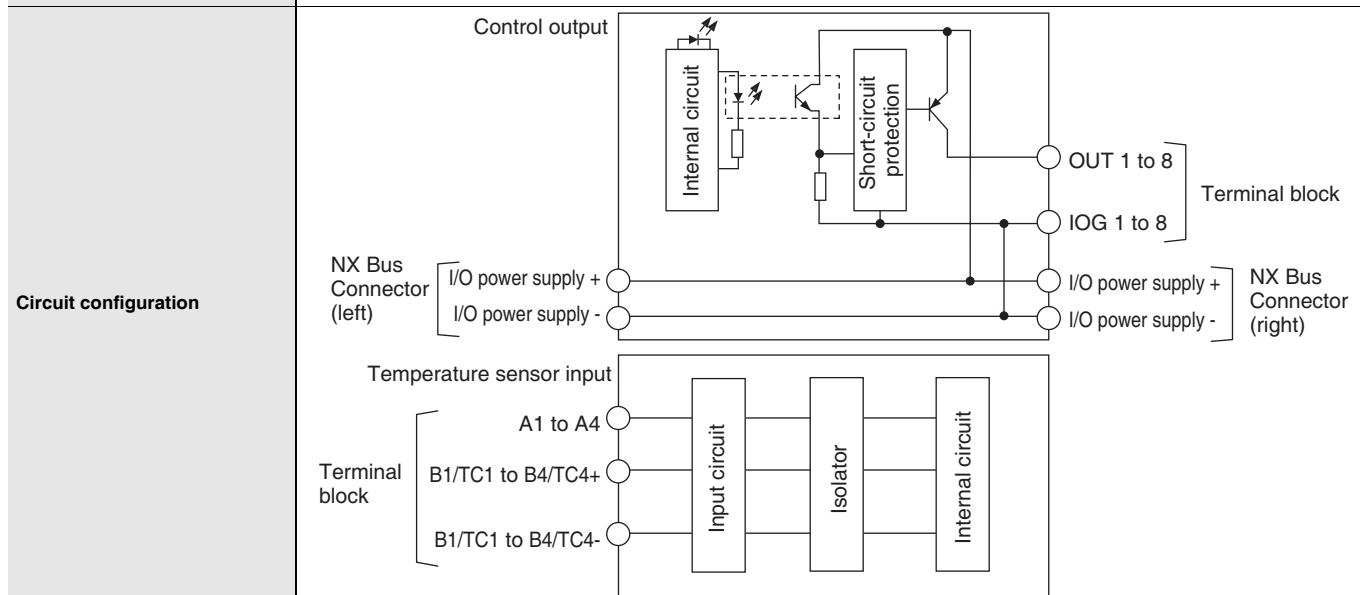 Circuit configuration
Control output
Internal circuit
Short-circuit
protection
OUT 1 to 8
IOG 1 to 8
Terminal block
NX Bus
Connector
(left)
I/O power supply +
I/O power supply -
I/O power supply +
I/O power supply -
NX Bus
Connector
(right)
Temperature sensor input
Terminal
block
A1 to A4
B1/TC1 to B4/TC4+
B1/TC1 to B4/TC4-
Input circuit
Isolator
Internal circuit